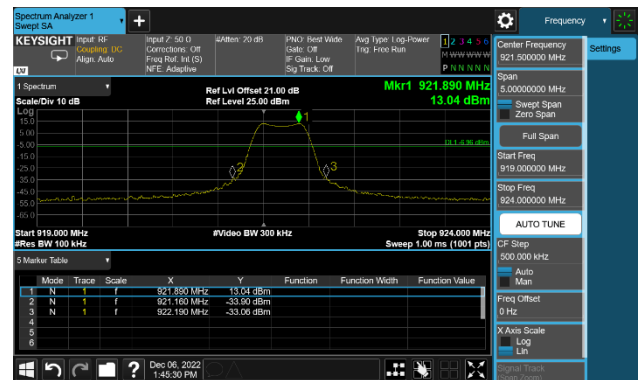 Spectrum Analyzer 1
Swept SA
Frequency
KEYSIGHT
Input: RF
Coupling: DC
Align: Auto
Input Z: 50 Ω
Corrections: Off
Freq Ref: Int (S)
NFE: Adaptive
#Atten: 20 dB
PNO: Best Wide
Gate: Off
IF Gain: Low
Sig Track: Off
Avg Type: Log-Power
Trig: Free Run
1 2 3 4 5 6
M W W W W W
P N N N N N
LXI
1 Spectrum
Scale/Div 10 dB
Ref Lvl Offset 21.00 dB
Ref Level 25.00 dBm
Mkr1 921.890 MHz
13.04 dBm
Log
15.0
5.00
-5.00
-15.0
-25.0
-35.0
-45.0
-55.0
-65.0
1
2
3
DL1 -6.96 dBm
Start 919.000 MHz
#Res BW 100 kHz
#Video BW 300 kHz
Stop 924.000 MHz
Sweep 1.00 ms (1001 pts)
5 Marker Table
Mode Trace Scale X Y Function Function Width Function Value
1 N 1 f 921.890 MHz 13.04 dBm
2 N 1 f 921.160 MHz -33.90 dBm
3 N 1 f 922.190 MHz -33.06 dBm
4
5
6
Dec 06, 2022
1:45:30 PM
Center Frequency
921.500000 MHz
Settings
Span
5.00000000 MHz
Swept Span
Zero Span
Full Span
Start Freq
919.000000 MHz
Stop Freq
924.000000 MHz
AUTO TUNE
CF Step
500.000 kHz
Auto
Man
Freq Offset
0 Hz
X Axis Scale
Log
Lin
Signal Track
(Span Zoom)